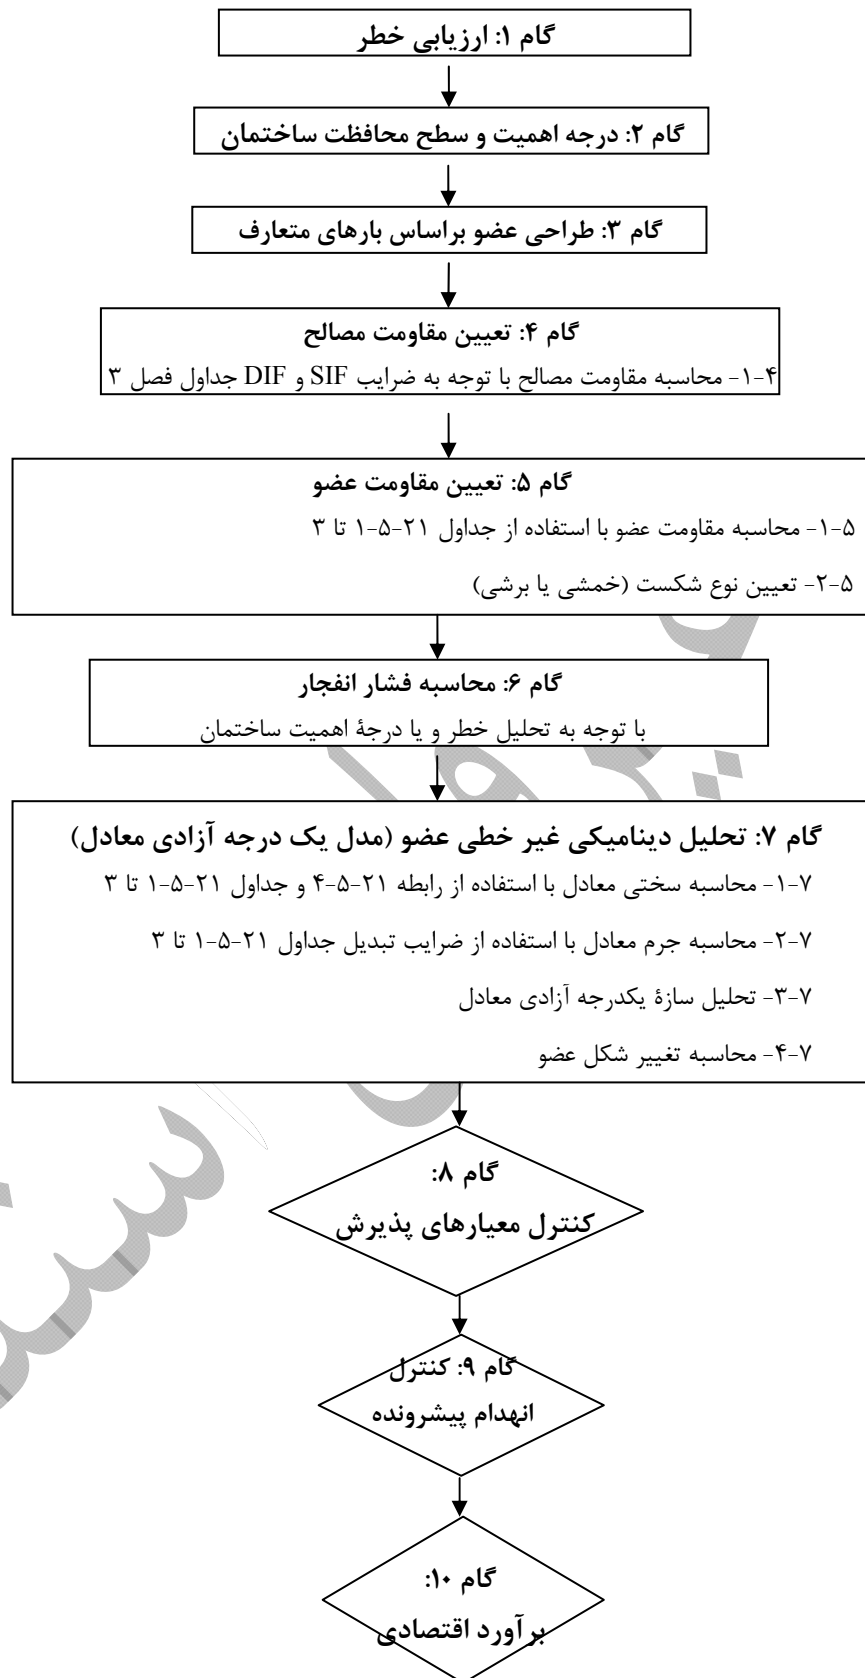 گام ۱: ارزیابی خطر
گام ۲: درجه اهمیت و سطح محافظت ساختمان
گام ۳: طراحی عضو براساس بارهای متعارف
گام ۴: تعیین مقاومت مصالح
۴-۱- محاسبه مقاومت مصالح با توجه به ضرایب SIF و DIF جداول فصل ۳
گام ۵: تعیین مقاومت عضو
۵-۱- محاسبه مقاومت عضو با استفاده از جداول ۲۱-۵-۱ تا ۳
۵-۲- تعیین نوع شکست (خمشی یا برشی)
گام ۶: محاسبه فشار انفجار
با توجه به تحلیل خطر و یا درجۀ اهمیت ساختمان
گام ۷: تحلیل دینامیکی غیر خطی عضو (مدل یک درجه آزادی معادل)
۷-۱- محاسبه سختی معادل با استفاده از رابطه ۲۱-۵-۴ و جداول ۲۱-۵-۱ تا ۳
۷-۲- محاسبه جرم معادل با استفاده از ضرایب تبدیل جداول ۲۱-۵-۱ تا ۳
۷-۳- تحلیل سازۀ یکدرجه آزادی معادل
۷-۴- محاسبه تغییر شکل عضو
گام ۸:
کنترل معیارهای پذیرش
گام ۹: کنترل
انهدام پیشرونده
گام ۱۰:
برآورد اقتصادی